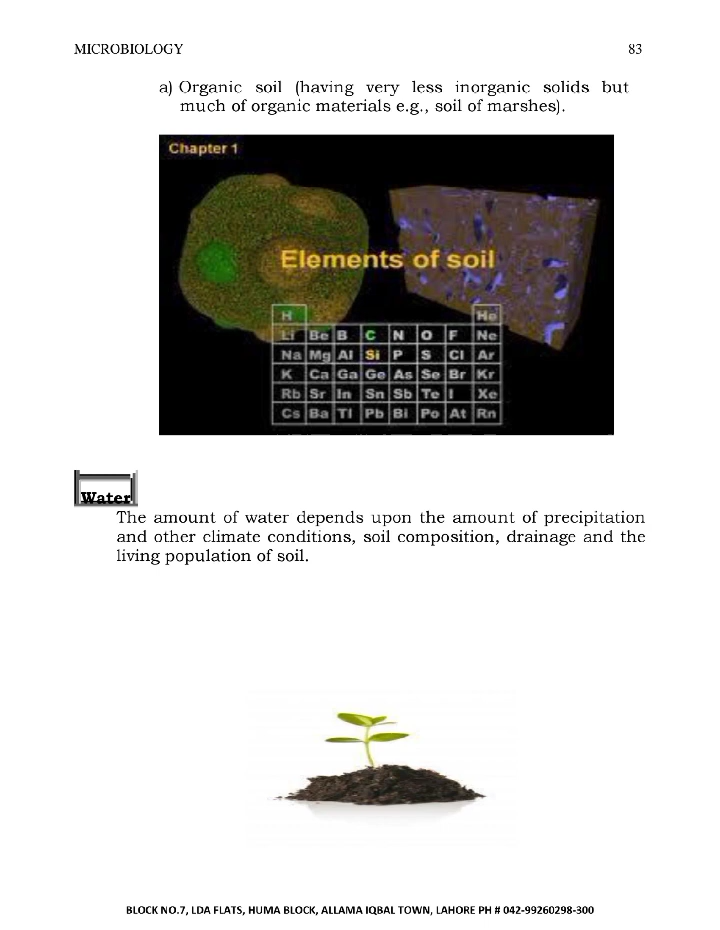 MICROBIOLOGY 83
a) Organic soil (having very less inorganic solids but
much of organic materials e.g., soil of marshes).
Chapter 1
Elements of soil
H He
Li Be B C N O F Ne
Na Mg Al Si P S Cl Ar
K Ca Ga Ge As Se Br Kr
Rb Sr In Sn Sb Te I Xe
Cs Ba Tl Pb Bi Po At Rn
Water
The amount of water depends upon the amount of precipitation
and other climate conditions, soil composition, drainage and the
living population of soil.
BLOCK NO.7, LDA FLATS, HUMA BLOCK, ALLAMA IQBAL TOWN, LAHORE PH # 042-99260298-300